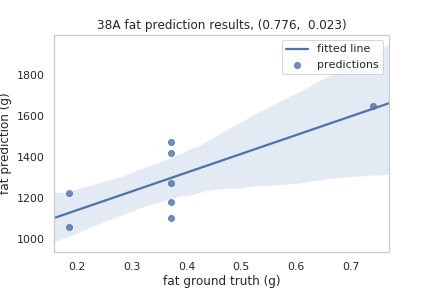 38A fat prediction results, (0.776,  0.023)
fitted line
predictions
fat prediction (g)
1800
1600
1400
1200
1000
0.2 0.3 0.4 0.5 0.6 0.7
fat ground truth (g)